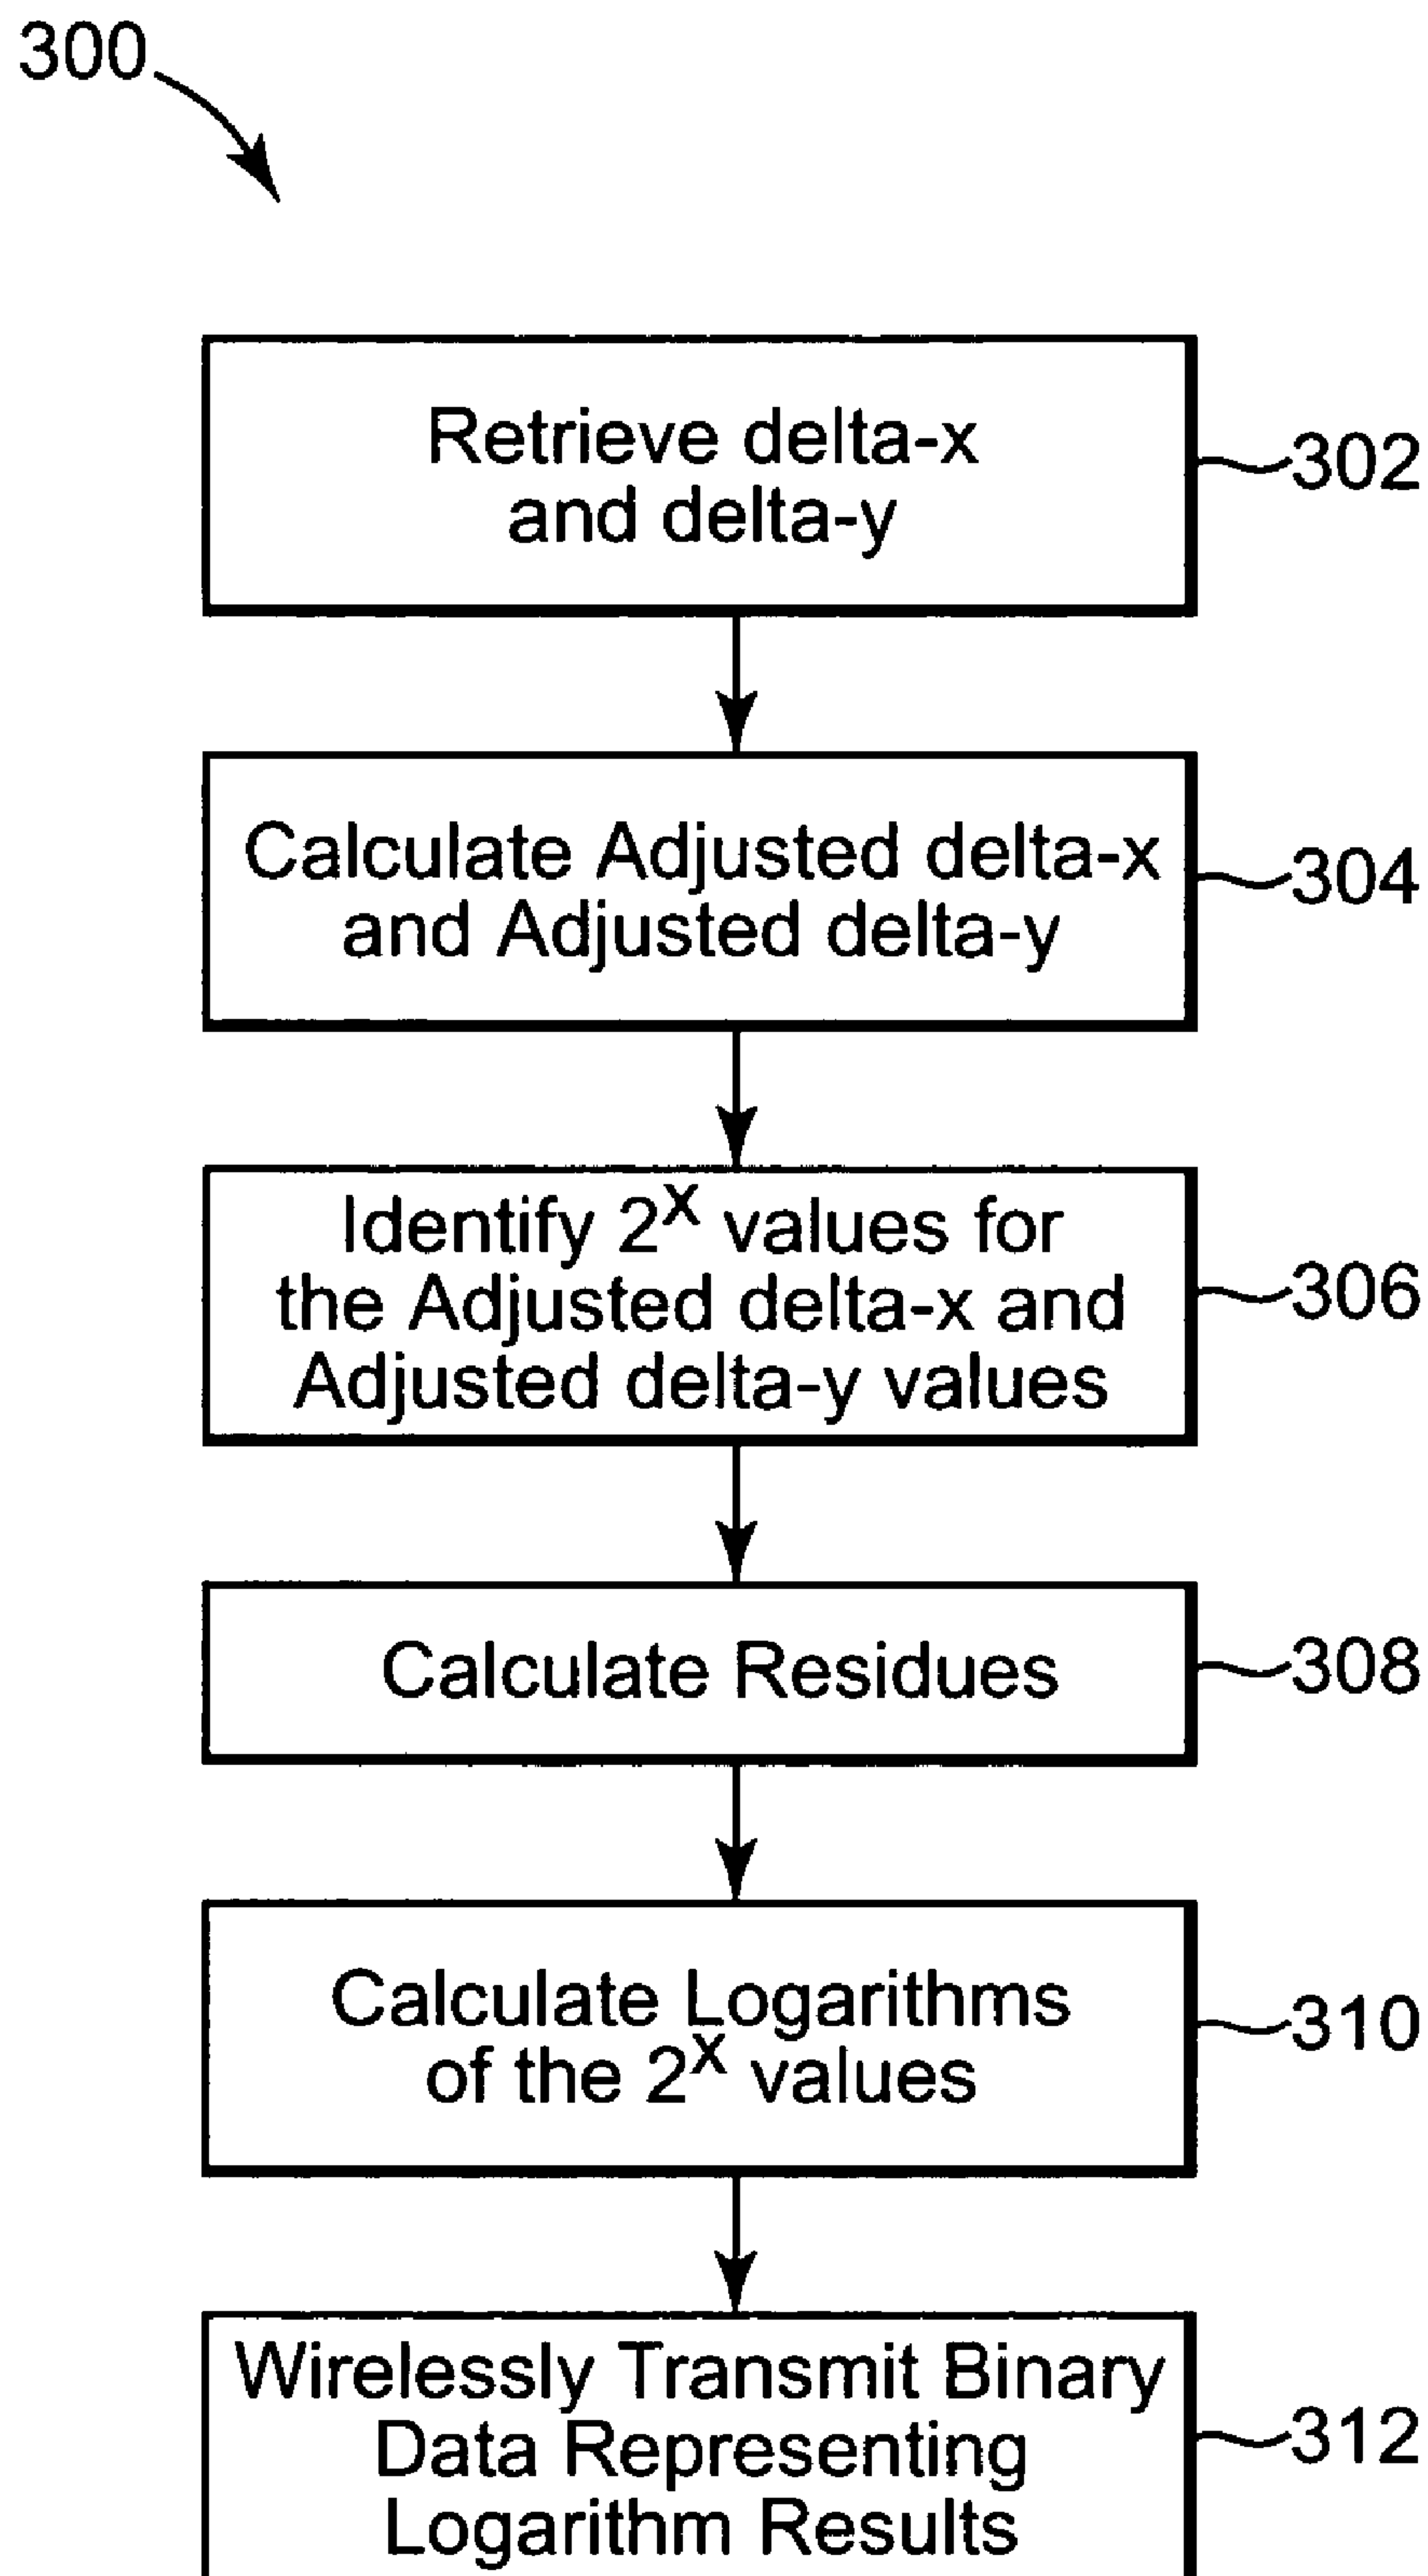 300
Retrieve delta-x
and delta-y
302
Calculate Adjusted delta-x
and Adjusted delta-y
304
Identify 2^x values for
the Adjusted delta-x and
Adjusted delta-y values
306
Calculate Residues
308
Calculate Logarithms
of the 2^x values
310
Wirelessly Transmit Binary
Data Representing
Logarithm Results
312